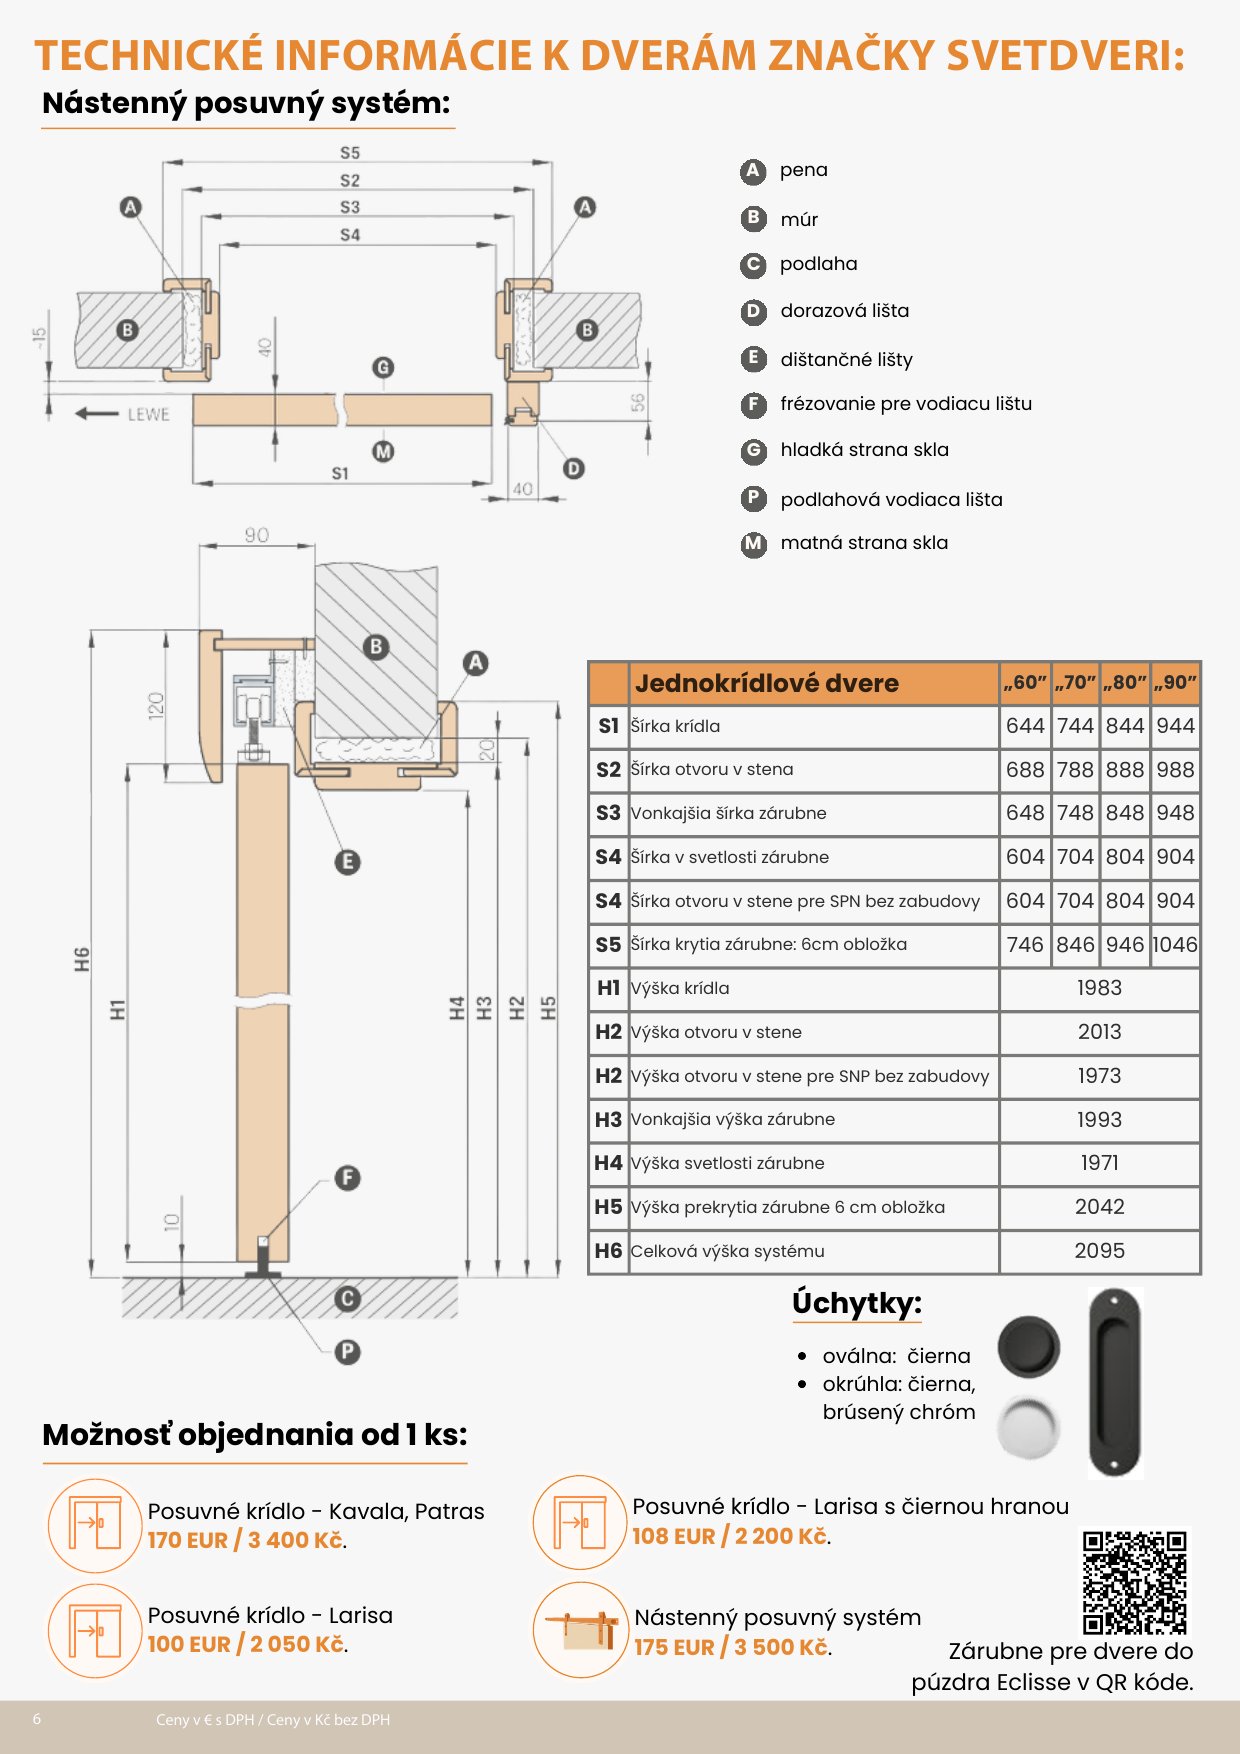 TECHNICKÉ INFORMÁCIE K DVERÁM ZNAČKY SVETDVERI:
Nástenný posuvný systém:
S5
S2
A S3 A
S4
B B
~15
40
G
LEWE
56
M
S1
D
40
A pena
B múr
C podlaha
D dorazová lišta
E dištančné lišty
F frézovanie pre vodiacu lištu
G hladká strana skla
P podlahová vodiaca lišta
M matná strana skla
90
B
A
120
20
E
H6
H1
H4 H3 H2 H5
F
10
C
P
Jednokrídlové dvere „60” „70” „80” „90”
S1 Šírka krídla 644 744 844 944
S2 Šírka otvoru v stena 688 788 888 988
S3 Vonkajšia šírka zárubne 648 748 848 948
S4 Šírka v svetlosti zárubne 604 704 804 904
S4 Šírka otvoru v stene pre SPN bez zabudovy 604 704 804 904
S5 Šírka krytia zárubne: 6cm obložka 746 846 946 1046
H1 Výška krídla 1983
H2 Výška otvoru v stene 2013
H2 Výška otvoru v stene pre SNP bez zabudovy 1973
H3 Vonkajšia výška zárubne 1993
H4 Výška svetlosti zárubne 1971
H5 Výška prekrytia zárubne 6 cm obložka 2042
H6 Celková výška systému 2095
Úchytky:
• oválna: čierna
• okrúhla: čierna,
brúsený chróm
Možnosť objednania od 1 ks:
Posuvné krídlo - Kavala, Patras
170 EUR / 3 400 Kč.
Posuvné krídlo - Larisa s čiernou hranou
108 EUR / 2 200 Kč.
Posuvné krídlo - Larisa
100 EUR / 2 050 Kč.
Nástenný posuvný systém
175 EUR / 3 500 Kč.
Zárubne pre dvere do
púzdra Eclisse v QR kóde.
6 Ceny v € s DPH / Ceny v Kč bez DPH